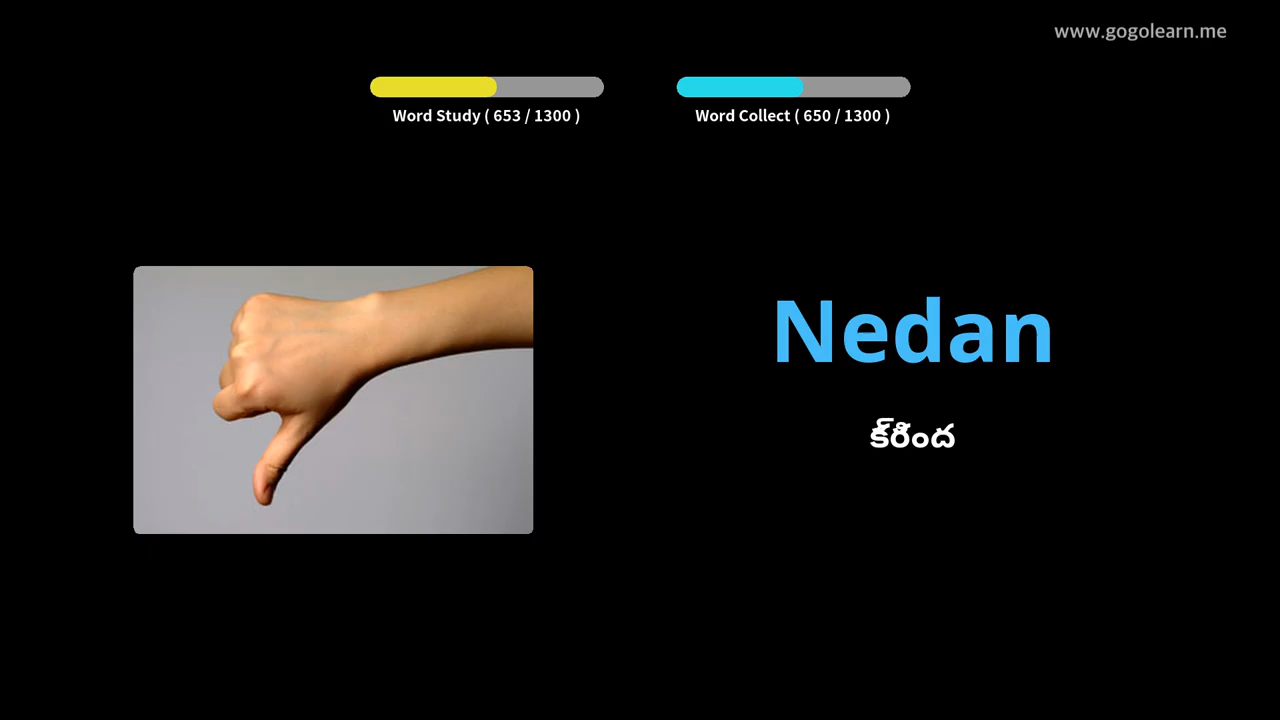 www.gogolearn.me
Word Study ( 653 / 1300 )
Word Collect ( 650 / 1300 )
Nedan
క్రింద